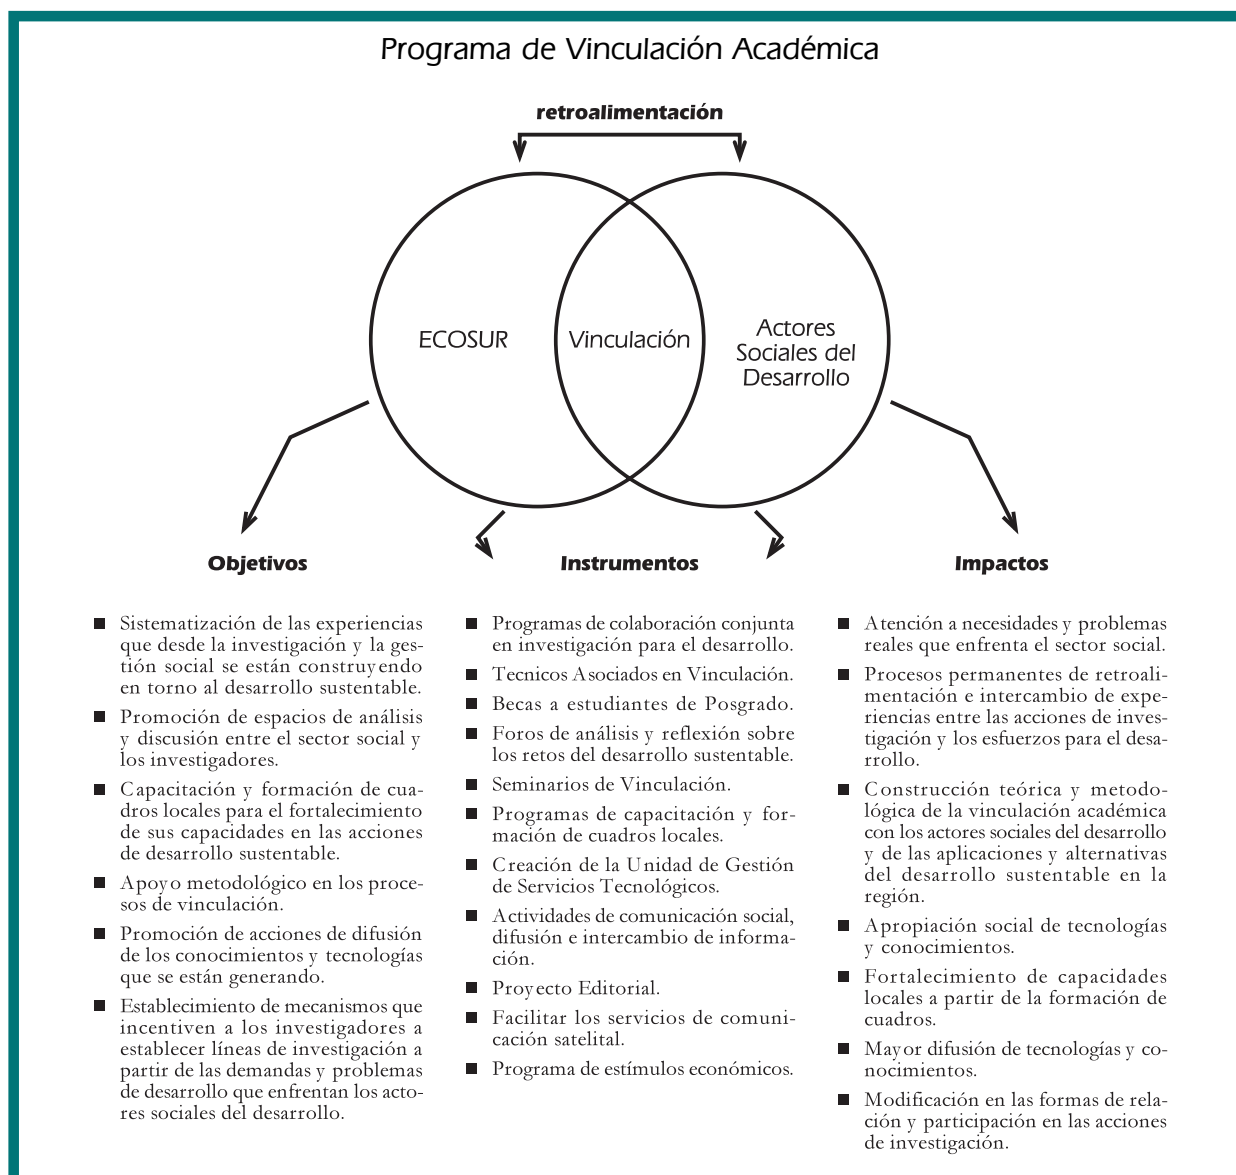 Programa de Vinculación Académica
retroalimentación
ECOSUR
Vinculación
Actores
Sociales del
Desarrollo
Objetivos
■ Sistematización de las experiencias
que desde la investigación y la ges-
tión social se están construyendo
en torno al desarrollo sustentable.
■ Promoción de espacios de análisis
y discusión entre el sector social y
los investigadores.
■ Capacitación y formación de cua-
dros locales para el fortalecimiento
de sus capacidades en las acciones
de desarrollo sustentable.
■ Apoyo metodológico en los proce-
sos de vinculación.
■ Promoción de acciones de difusión
de los conocimientos y tecnologías
que se están generando.
■ Establecimiento de mecanismos que
incentiven a los investigadores a
establecer líneas de investigación a
partir de las demandas y problemas
de desarrollo que enfrentan los acto-
res sociales del desarrollo.
Instrumentos
■ Programas de colaboración conjunta
en investigación para el desarrollo.
■ Tecnicos Asociados en Vinculación.
■ Becas a estudiantes de Posgrado.
■ Foros de análisis y reflexión sobre
los retos del desarrollo sustentable.
■ Seminarios de Vinculación.
■ Programas de capacitación y for-
mación de cuadros locales.
■ Creación de la Unidad de Gestión
de Servicios Tecnológicos.
■ Actividades de comunicación social,
difusión e intercambio de informa-
ción.
■ Proyecto Editorial.
■ Facilitar los servicios de comuni-
cación satelital.
■ Programa de estímulos económicos.
Impactos
■ Atención a necesidades y problemas
reales que enfrenta el sector social.
■ Procesos permanentes de retroali-
mentación e intercambio de expe-
riencias entre las acciones de inves-
tigación y los esfuerzos para el desa-
rrollo.
■ Construcción teórica y metodo-
lógica de la vinculación académica
con los actores sociales del desarrollo
y de las aplicaciones y alternativas
del desarrollo sustentable en la
región.
■ Apropiación social de tecnologías
y conocimientos.
■ Fortalecimiento de capacidades
locales a partir de la formación de
cuadros.
■ Mayor difusión de tecnologías y co-
nocimientos.
■ Modificación en las formas de rela-
ción y participación en las acciones
de investigación.